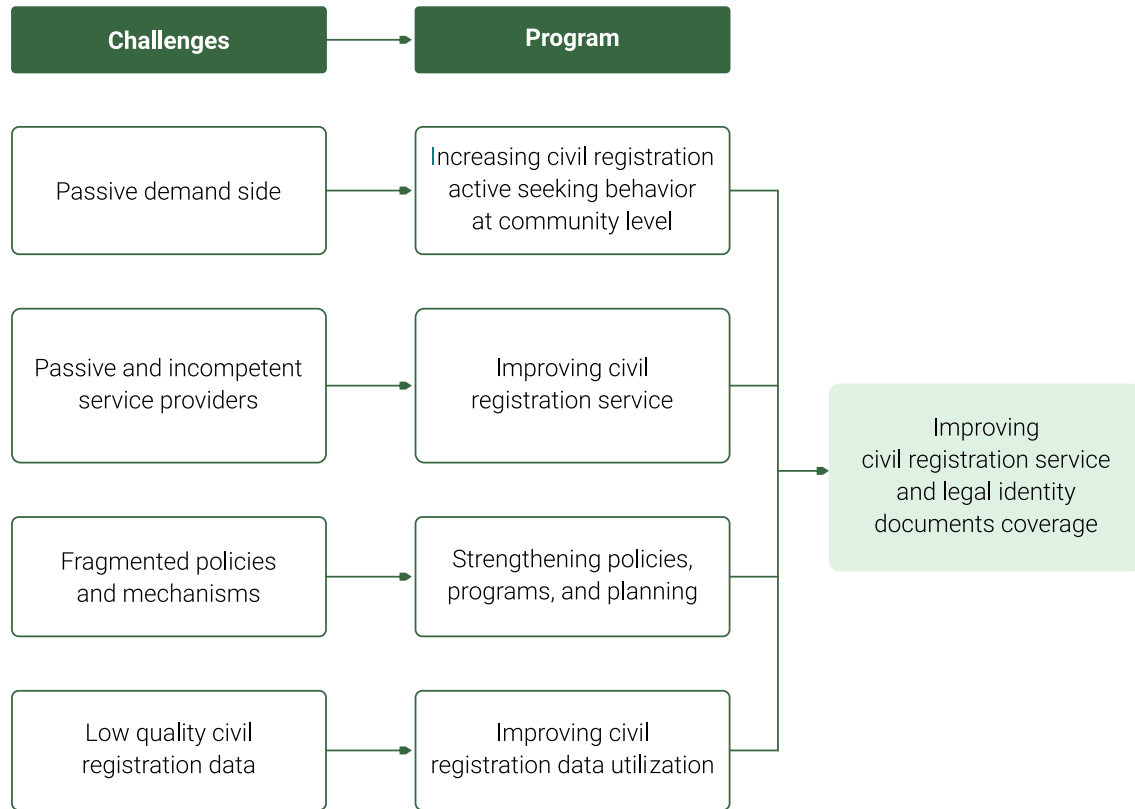 Challenges
Program
Passive demand side
Increasing civil registration
active seeking behavior
at community level
Passive and incompetent
service providers
Improving civil
registration service
Fragmented policies
and mechanisms
Strengthening policies,
programs, and planning
Low quality civil
registration data
Improving civil
registration data utilization
Improving
civil registration service
and legal identity
documents coverage